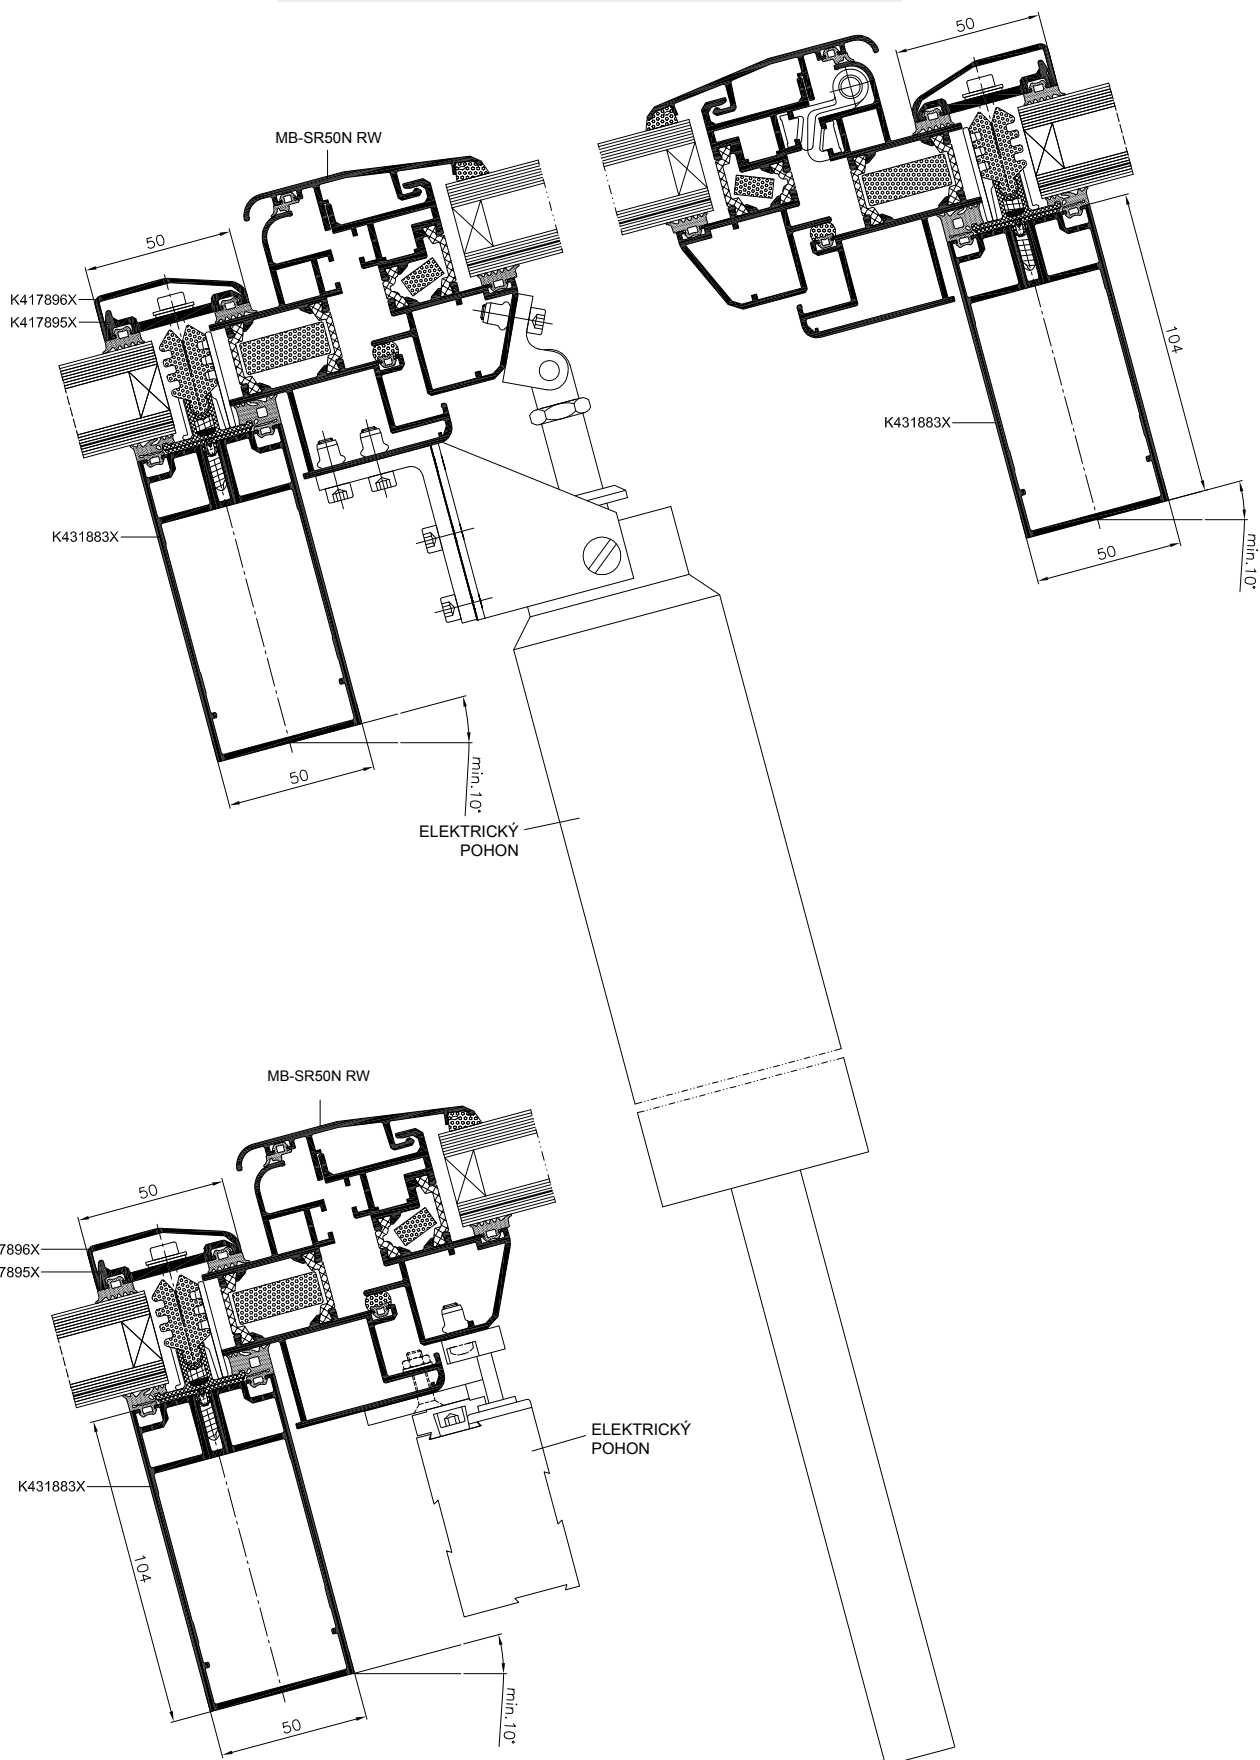 50
MB-SR50N RW
50
K417896X
K417895X
104
K431883X
K431883X
min.10°
50
min.10°
50
ELEKTRICKÝ
POHON
MB-SR50N RW
50
7896X
7895X
ELEKTRICKÝ
POHON
K431883X
104
min.10°
50